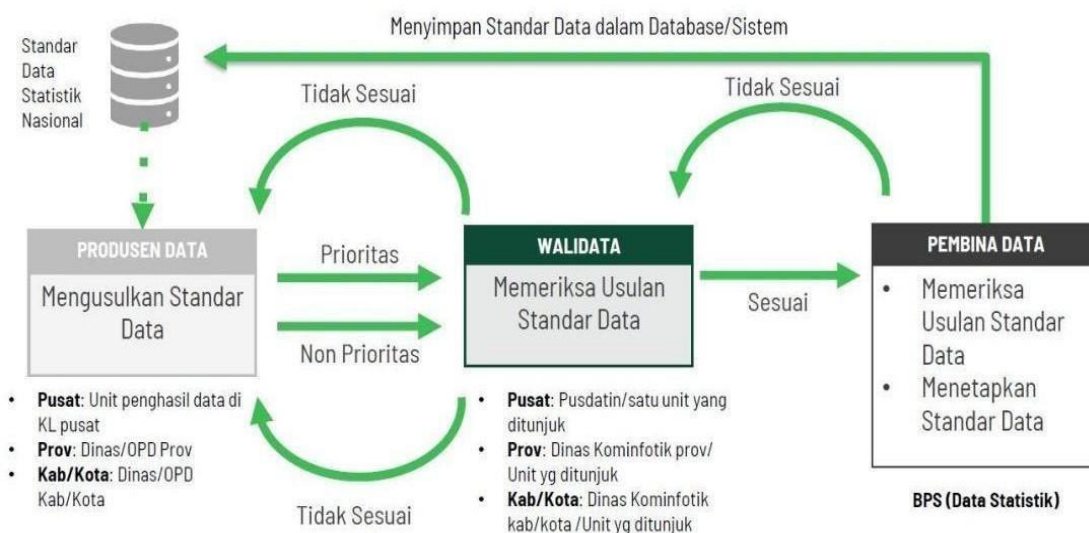 Menyimpan Standar Data dalam Database/Sistem
Standar
Data
Statistik
Nasional
Tidak Sesuai
Tidak Sesuai
PRODUSEN DATA
Mengusulkan Standar
Data
Prioritas
Non Prioritas
WALIDATA
Memeriksa Usulan
Standar Data
Sesuai
PEMBINA DATA
• Memeriksa
Usulan Standar
Data
• Menetapkan
Standar Data
• Pusat: Unit penghasil data di
KL pusat
• Prov: Dinas/OPD Prov
• Kab/Kota: Dinas/OPD
Kab/Kota
Tidak Sesuai
• Pusat: Pusdatin/satu unit yang
ditunjuk
• Prov: Dinas Kominfotik prov/
Unit yg ditunjuk
• Kab/Kota: Dinas Kominfotik
kab/kota /Unit yg ditunjuk
BPS (Data Statistik)